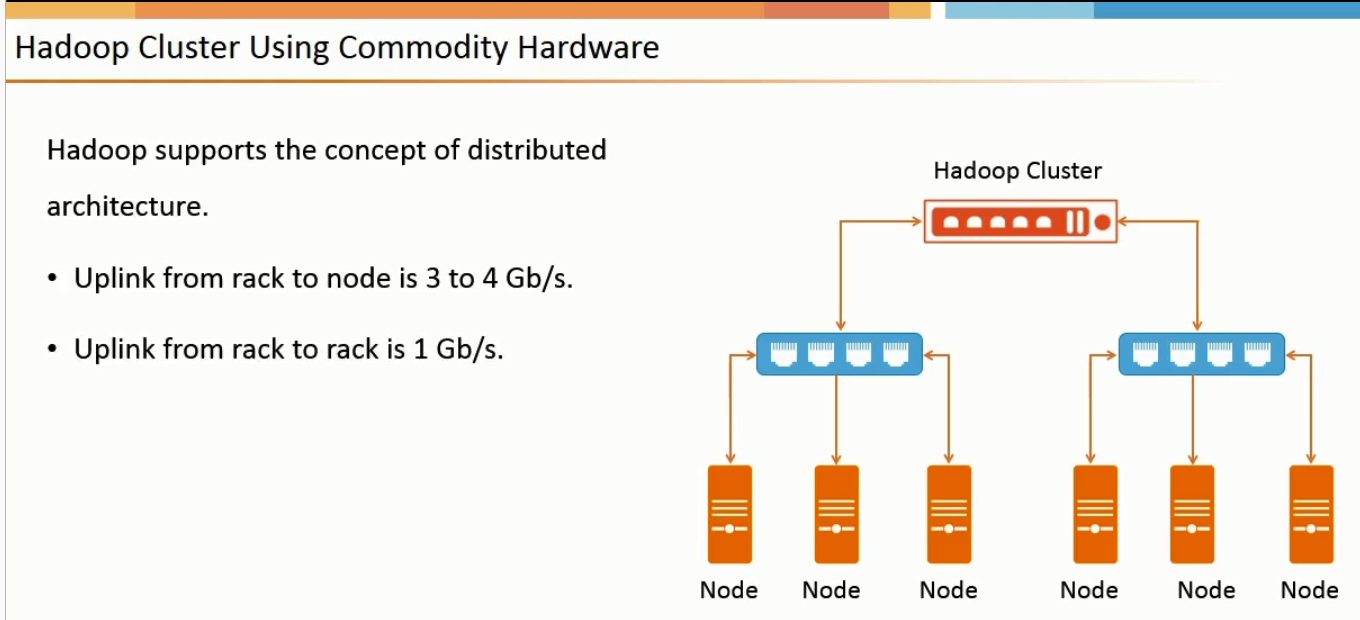 Hadoop Cluster Using Commodity Hardware
Hadoop supports the concept of distributed
architecture.
• Uplink from rack to node is 3 to 4 Gb/s.
• Uplink from rack to rack is 1 Gb/s.
Hadoop Cluster
Node Node Node Node Node Node